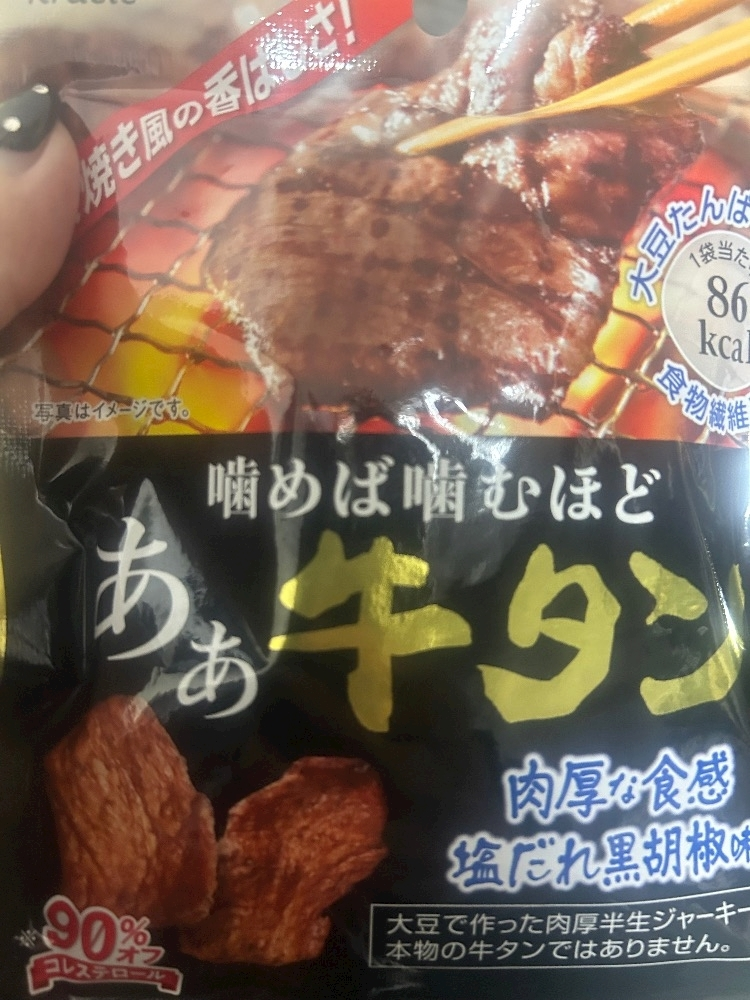 焼き風の香ばしさ!
大豆たんぱ
1袋当た
86
kcal
食物繊維
写真はイメージです。
噛めば噛むほど
ああ牛タン
肉厚な食感
塩だれ黒胡椒味
大豆で作った肉厚半生ジャーキー
本物の牛タンではありません。
※90%オフ
コレステロール